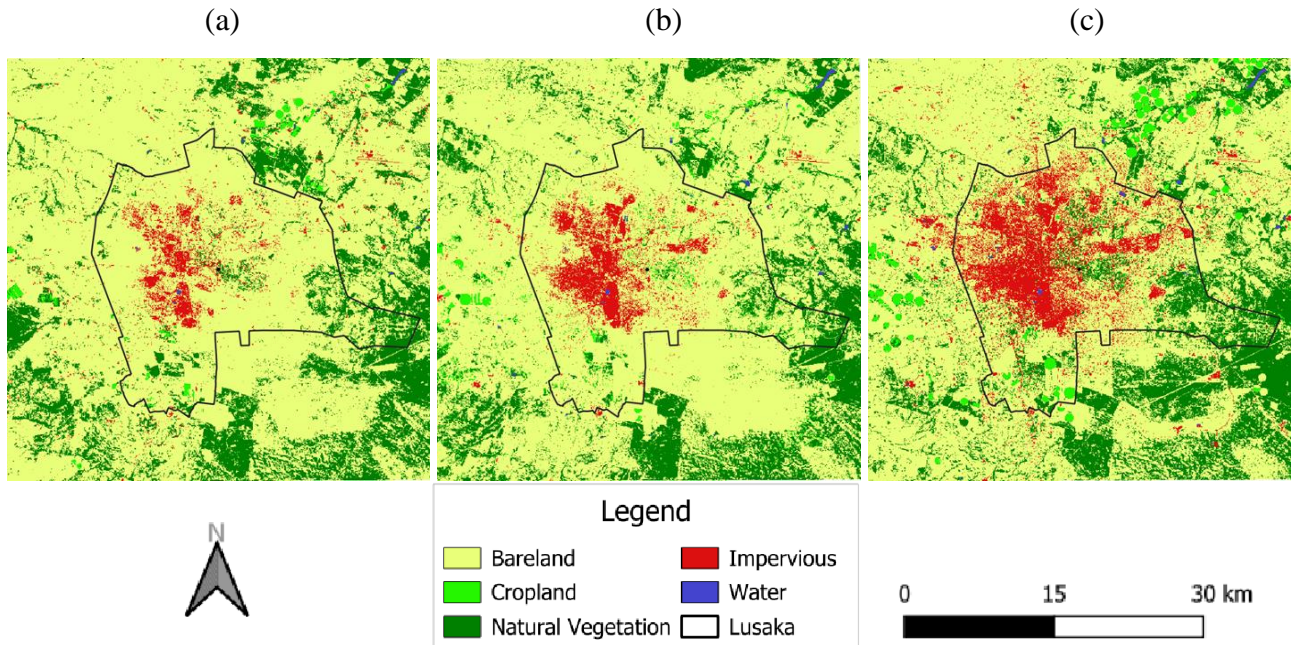 (a) (b) (c)
N
Legend
Bareland Impervious
Cropland Water
Natural Vegetation Lusaka
0 15 30 km